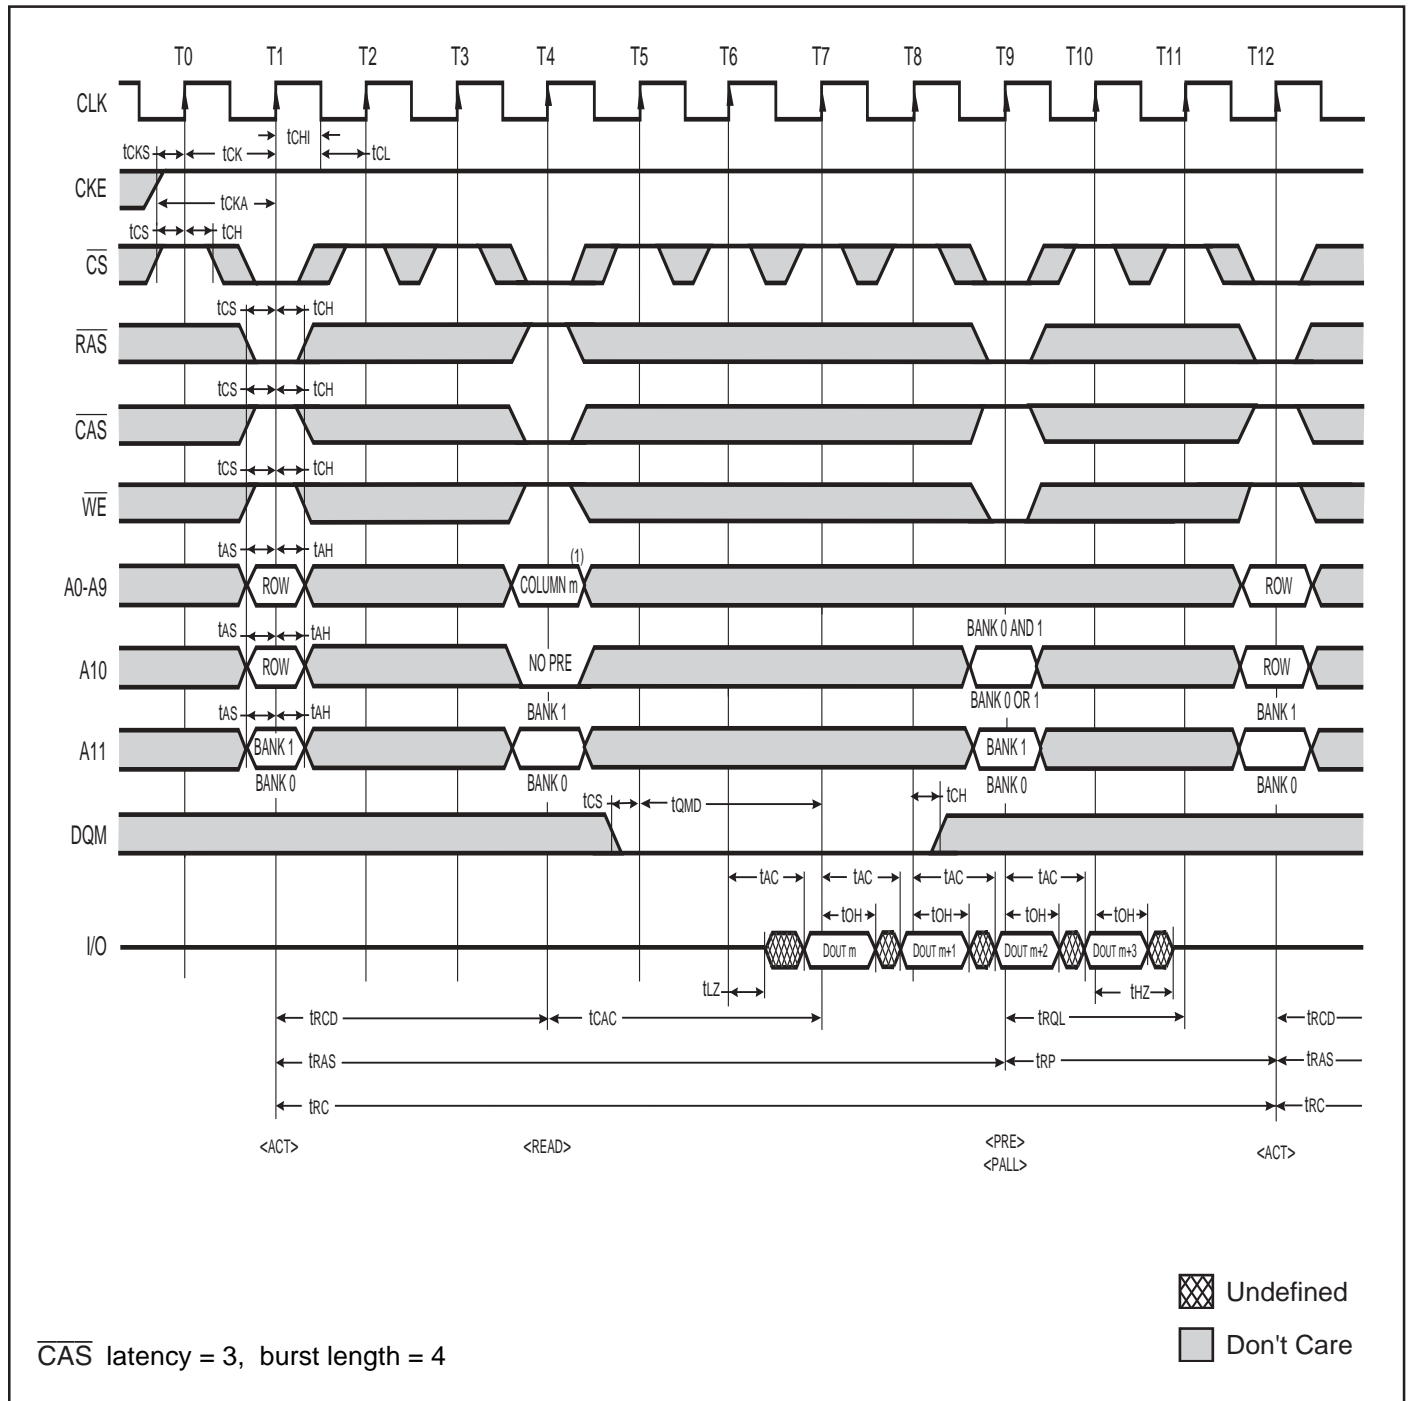 T0 T1 T2 T3 T4 T5 T6 T7 T8 T9 T10 T11 T12
CLK
tCHI
tCKS tCK tCL
CKE
tCKA
tCS tCH
CS
tCS tCH
RAS
tCS tCH
CAS
tCS tCH
WE
tAS tAH (1)
A0-A9 ROW COLUMN m ROW
tAS tAH BANK 0 AND 1
A10 ROW NO PRE ROW
BANK 0 OR 1
tAS tAH BANK 1 BANK 1
A11 BANK 1 BANK 1
BANK 0 BANK 0 BANK 0 BANK 0
tCS tQMD tCH
DQM
tAC tAC tAC tAC
tOH tOH tOH tOH
I/O DOUT m DOUT m+1 DOUT m+2 DOUT m+3
tLZ tHZ
tRCD tCAC tRQL tRCD
tRAS tRP tRAS
tRC tRC
<ACT> <READ> <PRE> <ACT>
<PALL>
Undefined
Don't Care
CAS latency = 3, burst length = 4